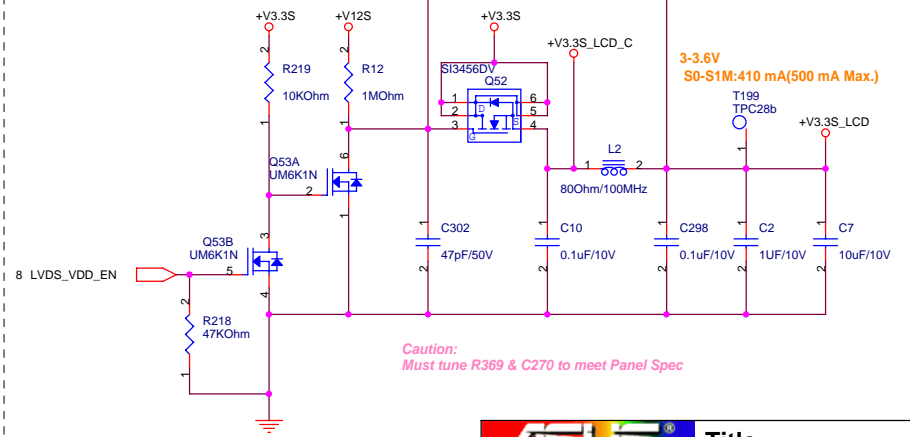 +V3.3S
+V12S
+V3.3S
+V3.3S_LCD_C
3-3.6V
S0-S1M:410 mA(500 mA Max.)
2
R219
10KOhm
1
2
R12
1MOhm
1
SI3456DV
Q52
1
2
3
6
5
4
D
S
G
T199
TPC28b
1
+V3.3S_LCD
L2
1
2
80Ohm/100MHz
Q53A
UM6K1N
2
6
1
Q53B
UM6K1N
5
3
4
8 LVDS_VDD_EN
2
R218
47KOhm
1
1
C302
47pF/50V
2
1
C10
0.1uF/10V
2
1
C298
0.1uF/10V
2
1
C2
1UF/10V
2
1
C7
10uF/10V
2
Caution:
Must tune R369 & C270 to meet Panel Spec
®